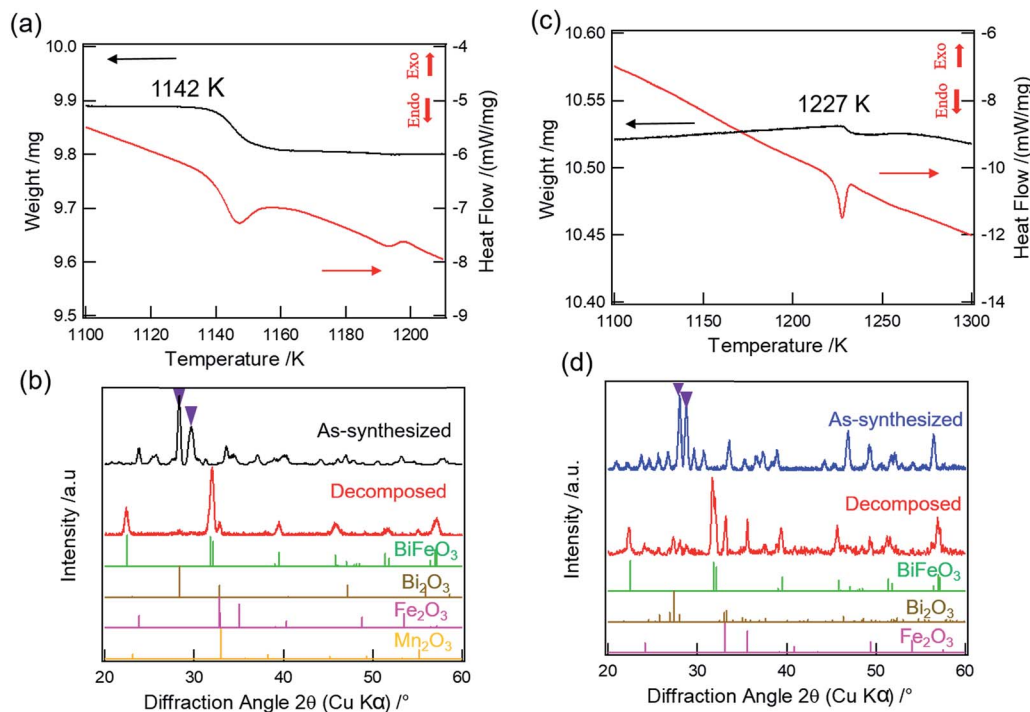 (a)
10.0
9.9
9.8
9.7
9.6
9.5
Weight /mg
1142 K
Exo
Endo
-4
-5
-6
-7
-8
-9
Heat Flow /(mW/mg)
1100 1120 1140 1160 1180 1200
Temperature /K
(c)
10.60
10.55
10.50
10.45
10.40
Weight /mg
1227 K
Exo
Endo
-6
-8
-10
-12
-14
Heat Flow /(mW/mg)
1100 1150 1200 1250 1300
Temperature /K
(b)
Intensity /a.u
As-synthesized
Decomposed
BiFeO₃
Bi₂O₃
Fe₂O₃
Mn₂O₃
20 30 40 50 60
Diffraction Angle 2θ (Cu Kα) /°
(d)
Intensity /a.u.
As-synthesized
Decomposed
BiFeO₃
Bi₂O₃
Fe₂O₃
20 30 40 50 60
Diffraction Angle 2θ (Cu Kα) /°